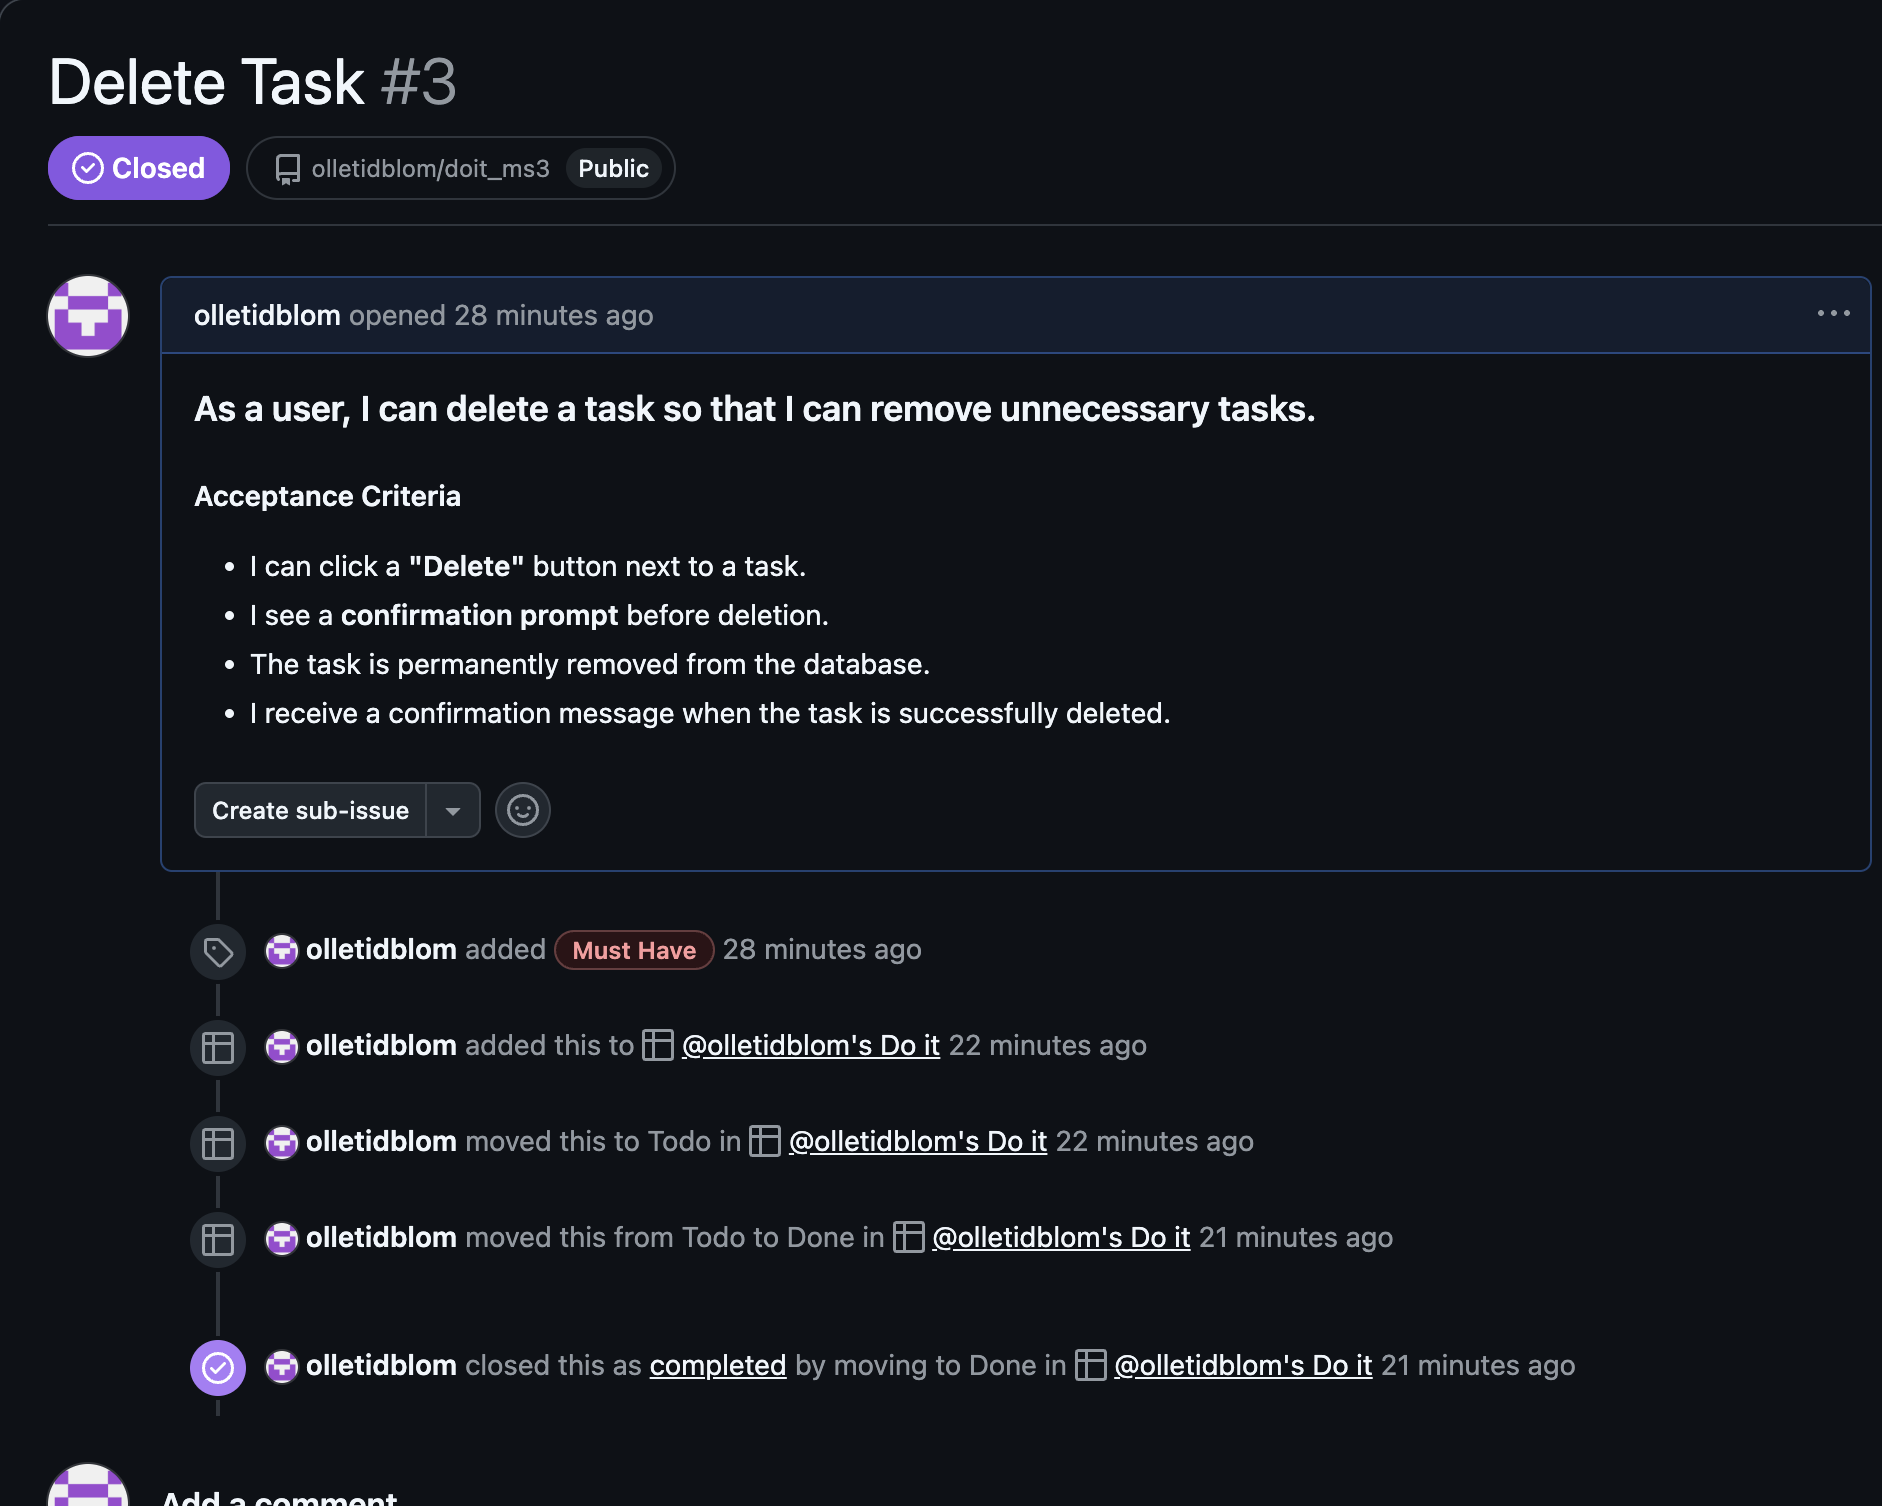 Delete Task #3
Closed
olletidblom/doit_ms3 Public
olletidblom opened 28 minutes ago
As a user, I can delete a task so that I can remove unnecessary tasks.
Acceptance Criteria
• I can click a "Delete" button next to a task.
• I see a confirmation prompt before deletion.
• The task is permanently removed from the database.
• I receive a confirmation message when the task is successfully deleted.
Create sub-issue
olletidblom added Must Have 28 minutes ago
olletidblom added this to @olletidblom's Do it 22 minutes ago
olletidblom moved this to Todo in @olletidblom's Do it 22 minutes ago
olletidblom moved this from Todo to Done in @olletidblom's Do it 21 minutes ago
olletidblom closed this as completed by moving to Done in @olletidblom's Do it 21 minutes ago
Add a comment